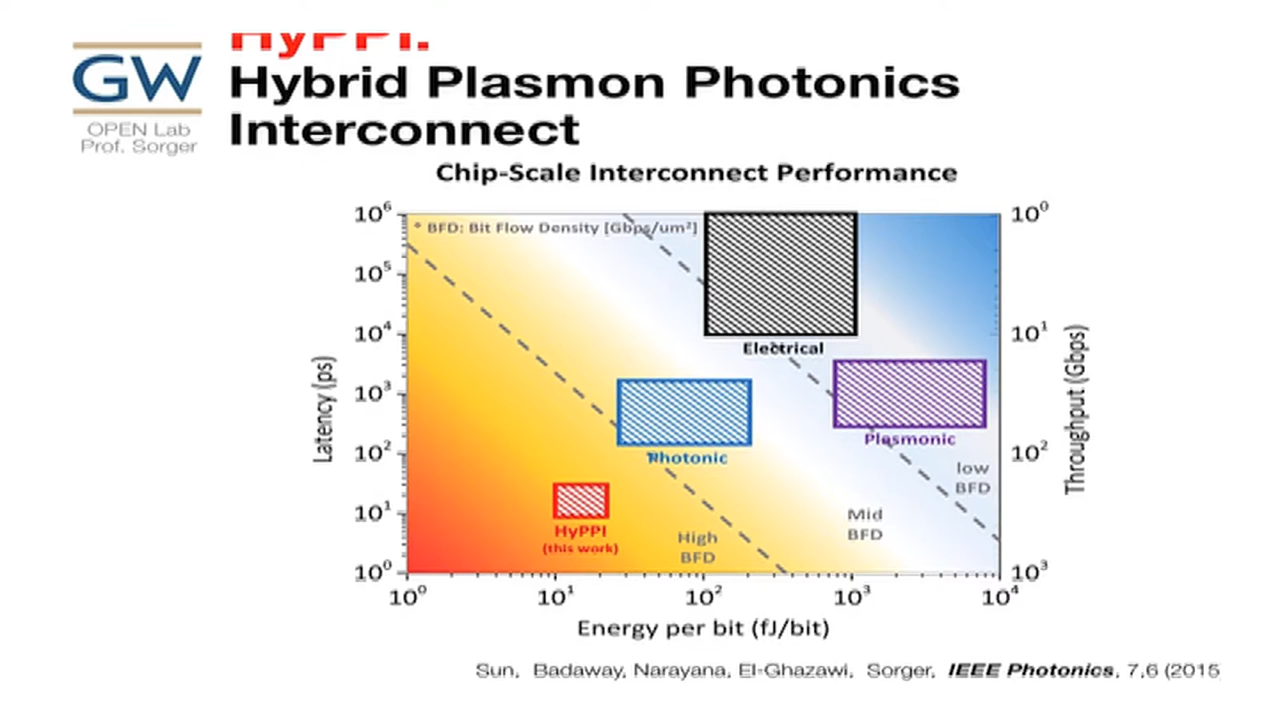 HyPPI.
GW
OPEN Lab
Prof. Sorger
Hybrid Plasmon Photonics
Interconnect
Chip-Scale Interconnect Performance
° BFD: Bit Flow Density [Gbps/um²]
10⁶
10⁵
10⁴
10³
10²
10¹
10⁰
Latency (ps)
Electrical
Photonic
Plasmonic
HyPPI
(this work)
High
BFD
Mid
BFD
low
BFD
10⁰
10¹
10²
10³
Throughput (Gbps)
10⁰
10¹
10²
10³
10⁴
Energy per bit (fJ/bit)
Sun, Badaway, Narayana, El-Ghazawi, Sorger, IEEE Photonics, 7,6 (2015